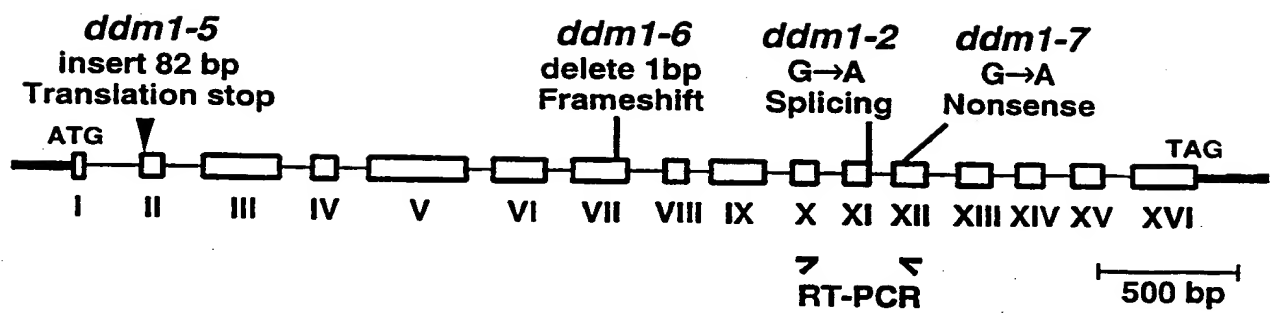 ddm1-5 ddm1-6 ddm1-2 ddm1-7
insert 82 bp delete 1bp G→A G→A
Translation stop Frameshift Splicing Nonsense
ATG TAG
I II III IV V VI VII VIII IX X XI XII XIII XIV XV XVI
RT-PCR 500 bp